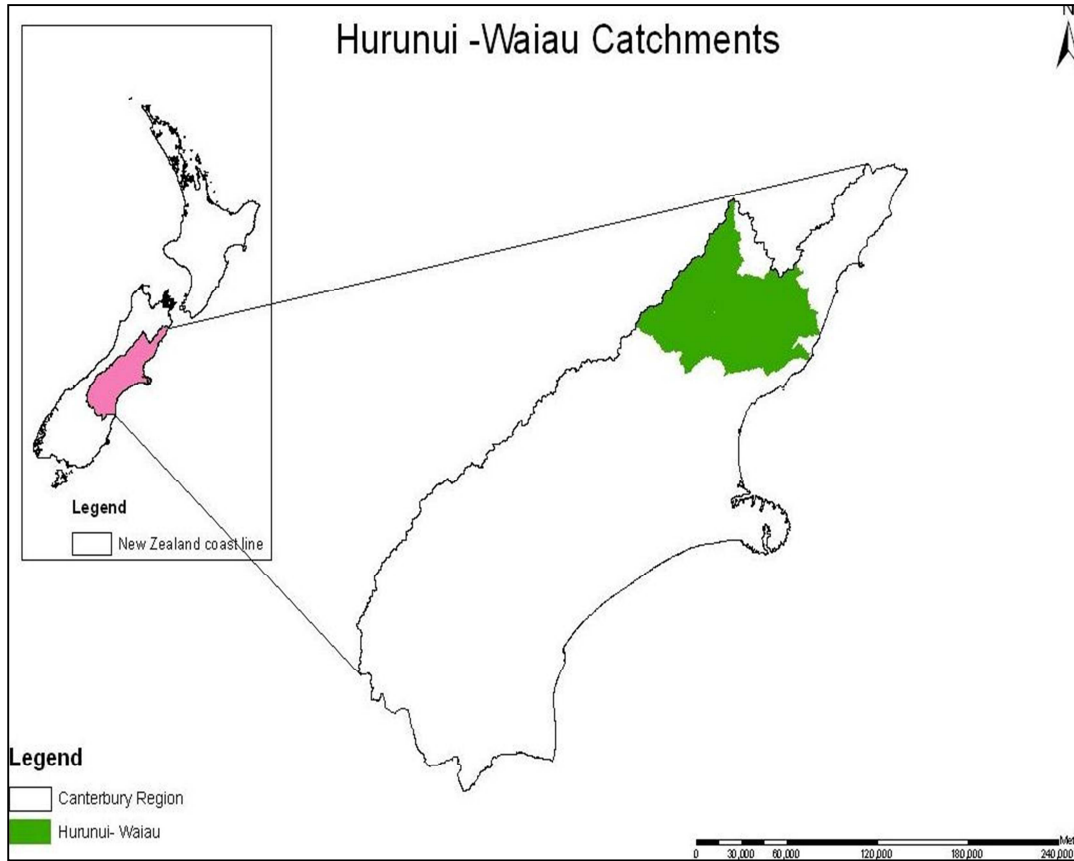 Hurunui -Waiau Catchments
N
Legend
New Zealand coast line
Legend
Canterbury Region
Hurunui- Waiau
Met
0 30,000 60,000 120,000 180,000 240,000